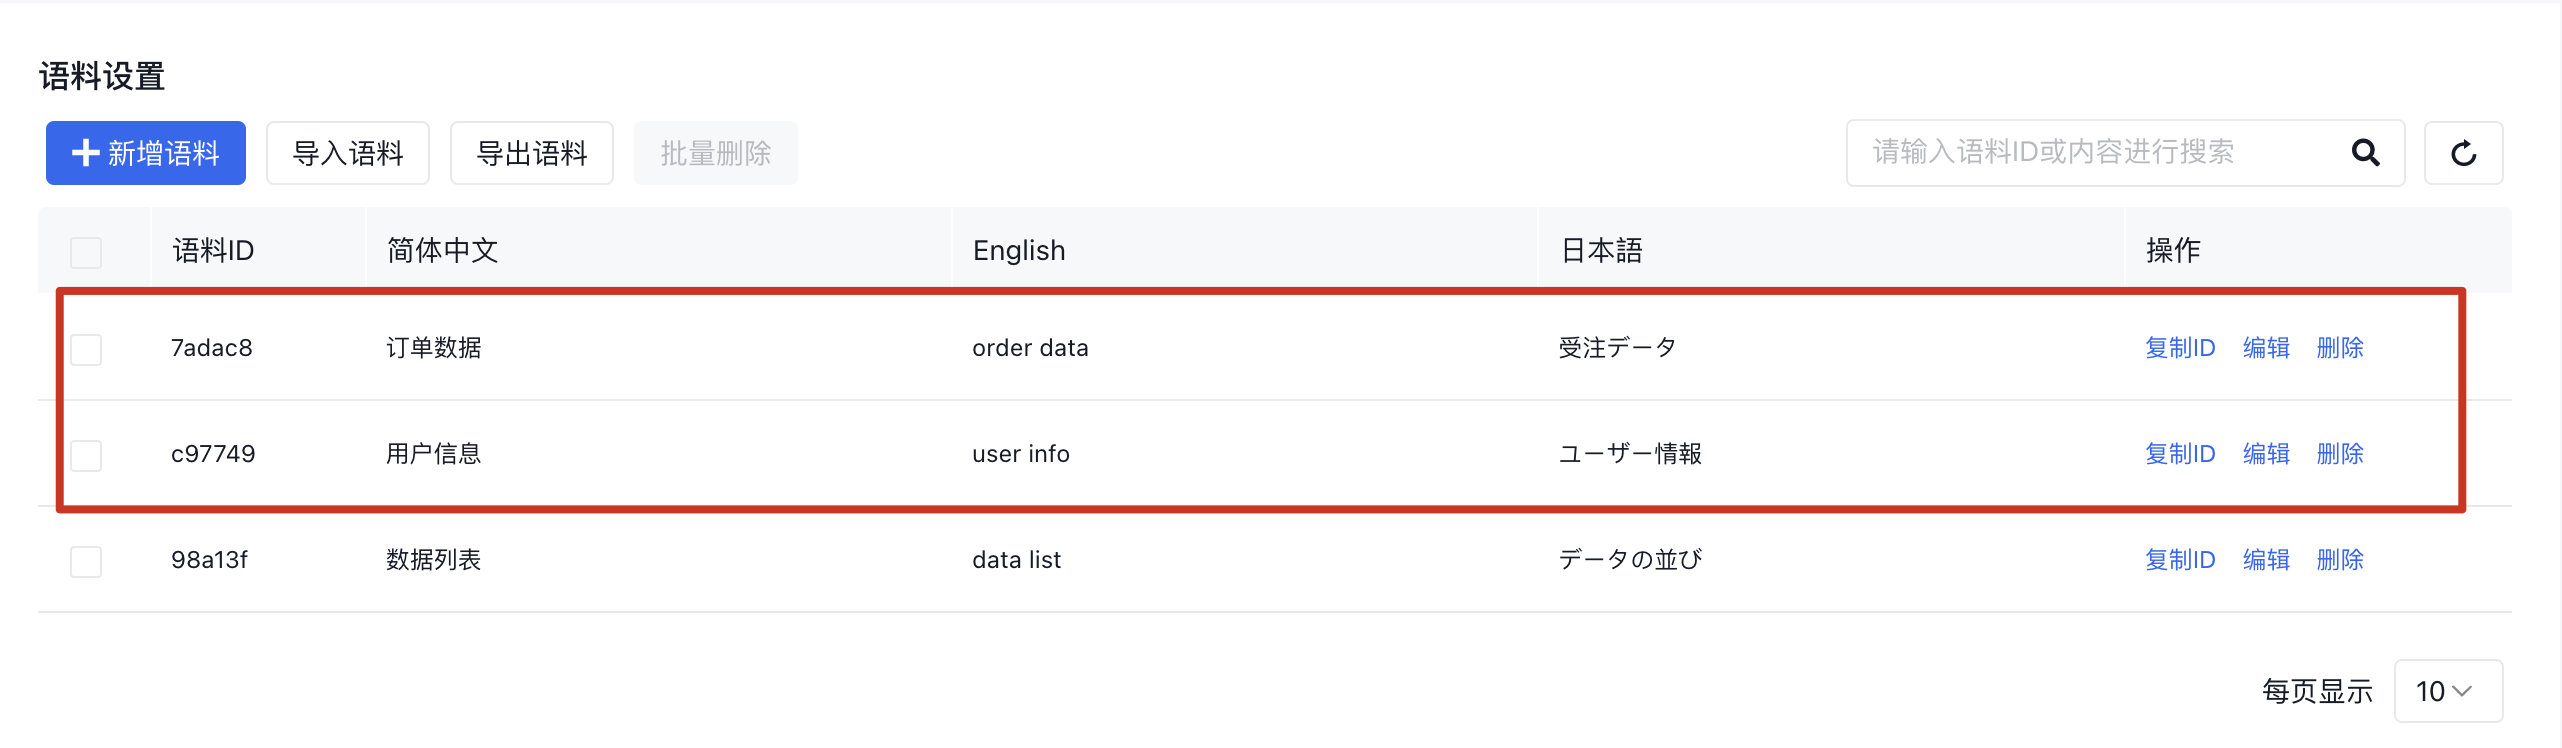 语料设置
新增语料 导入语料 导出语料 批量删除 请输入语料ID或内容进行搜索
语料ID 简体中文 English 日本語 操作
7adac8 订单数据 order data 受注データ 复制ID 编辑 删除
c97749 用户信息 user info ユーザー情報 复制ID 编辑 删除
98a13f 数据列表 data list データの並び 复制ID 编辑 删除
每页显示 10